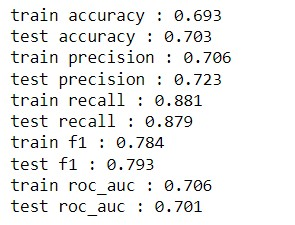 train accuracy : 0.693
test accuracy : 0.703
train precision : 0.706
test precision : 0.723
train recall : 0.881
test recall : 0.879
train f1 : 0.784
test f1 : 0.793
train roc_auc : 0.706
test roc_auc : 0.701